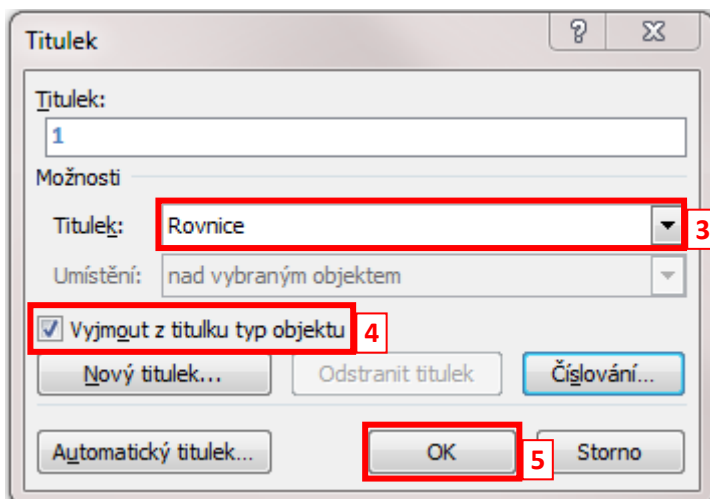 Titulek
Titulek:
1
Možnosti
Titulek: Rovnice 3
Umístění: nad vybraným objektem
Vyjmout z titulku typ objektu 4
Nový titulek... Odstranit titulek Číslování...
Automatický titulek... OK 5 Storno